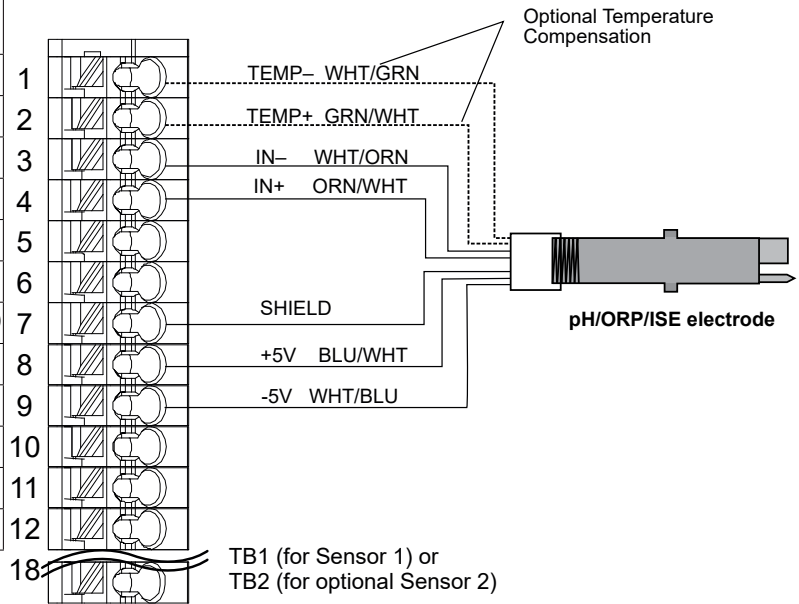 Optional Temperature
Compensation
1 TEMP– WHT/GRN
2 TEMP+ GRN/WHT
3 IN– WHT/ORN
4 IN+ ORN/WHT
5
6
7 SHIELD
8 +5V BLU/WHT
9 -5V WHT/BLU
10
11
12
18
pH/ORP/ISE electrode
TB1 (for Sensor 1) or
TB2 (for optional Sensor 2)